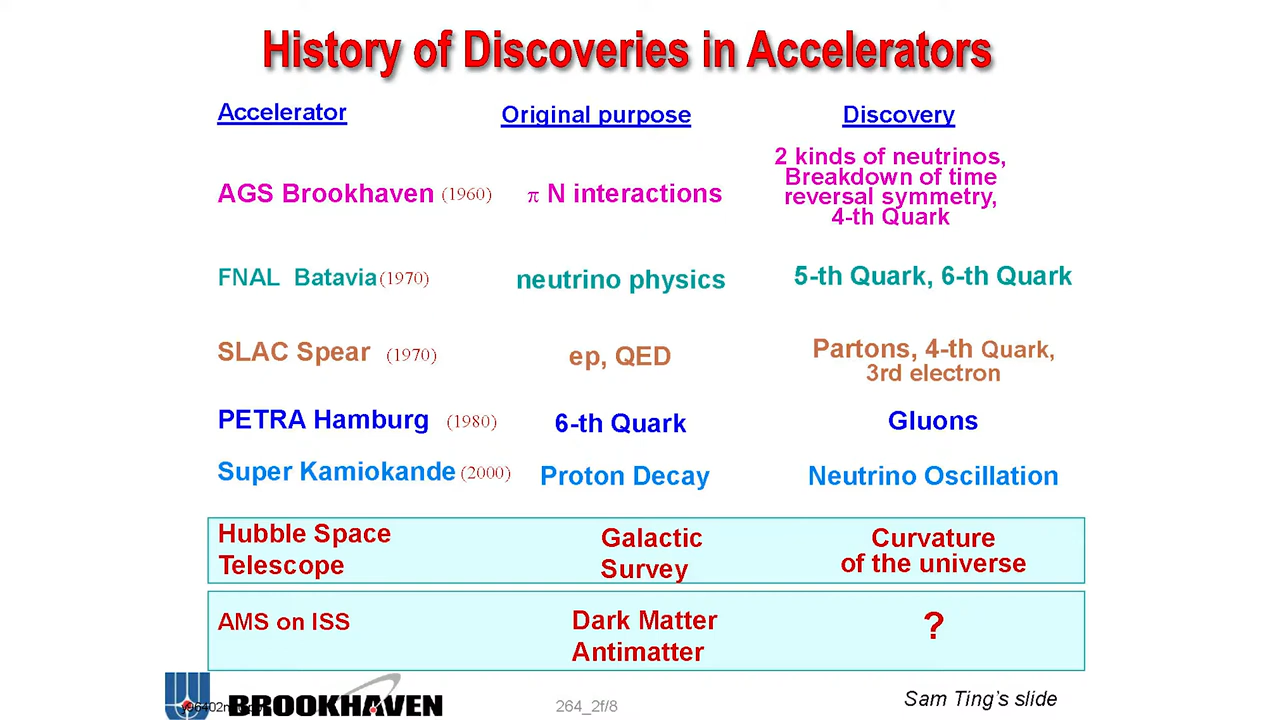 History of Discoveries in Accelerators
Accelerator Original purpose Discovery
AGS Brookhaven (1960) π N interactions
2 kinds of neutrinos,
Breakdown of time
reversal symmetry,
4-th Quark
FNAL Batavia (1970) neutrino physics 5-th Quark, 6-th Quark
SLAC Spear (1970) ep, QED
Partons, 4-th Quark,
3rd electron
PETRA Hamburg (1980) 6-th Quark Gluons
Super Kamiokande (2000) Proton Decay Neutrino Oscillation
Hubble Space
Telescope
Galactic
Survey
Curvature
of the universe
AMS on ISS
Dark Matter
Antimatter
?
BROOKHAVEN
264_2f/8
Sam Ting's slide